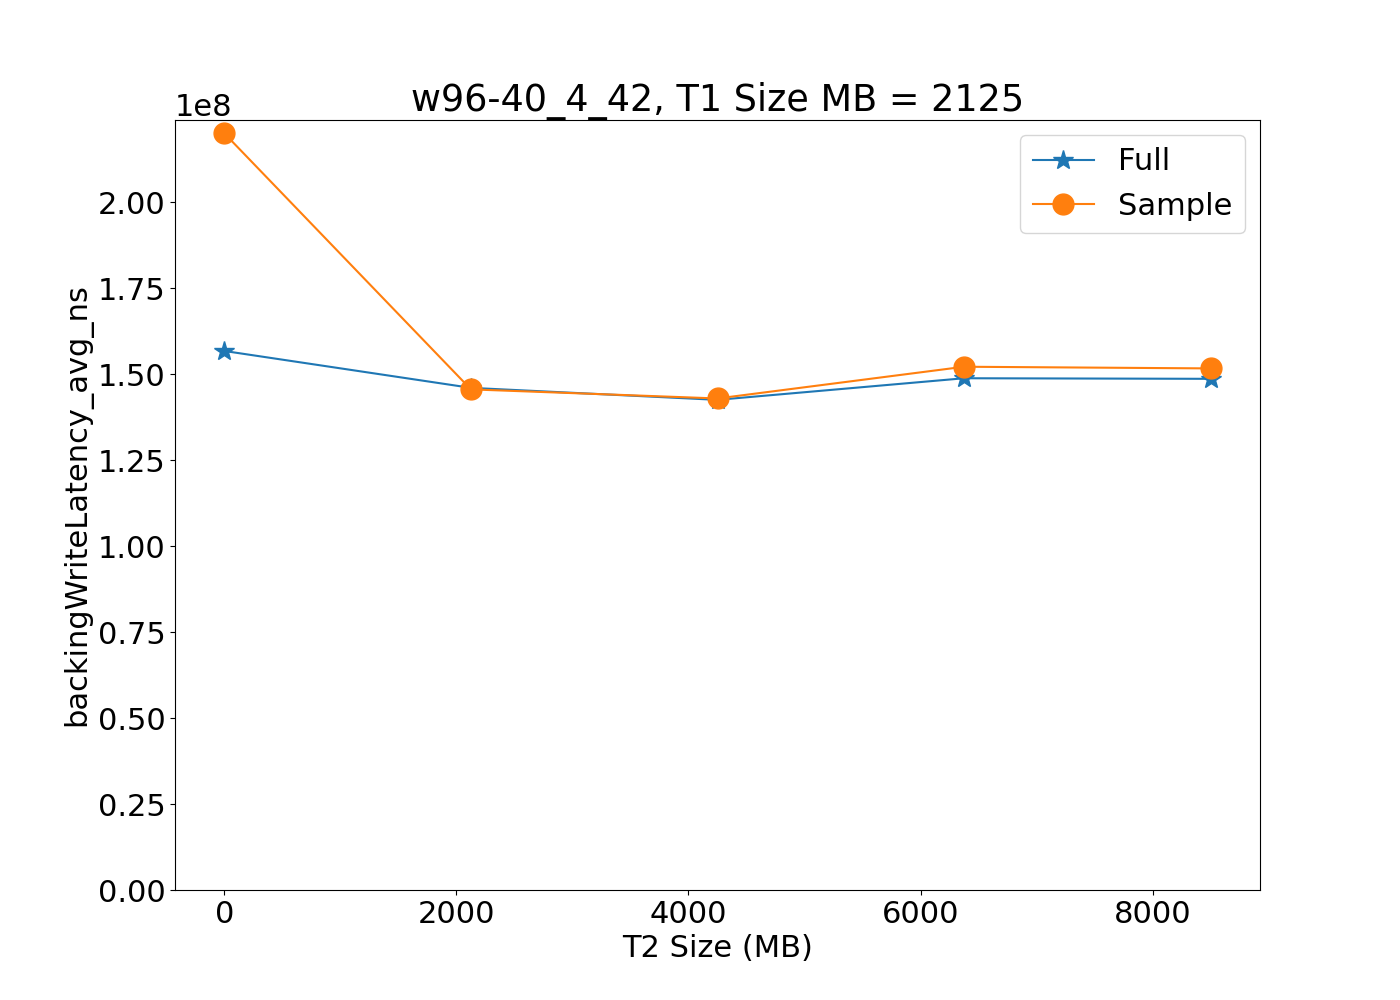 w96-40_4_42, T1 Size MB = 2125
1e8
Full
Sample
2.00
1.75
1.50
1.25
1.00
0.75
0.50
0.25
0.00
backingWriteLatency_avg_ns
0 2000 4000 6000 8000
T2 Size (MB)